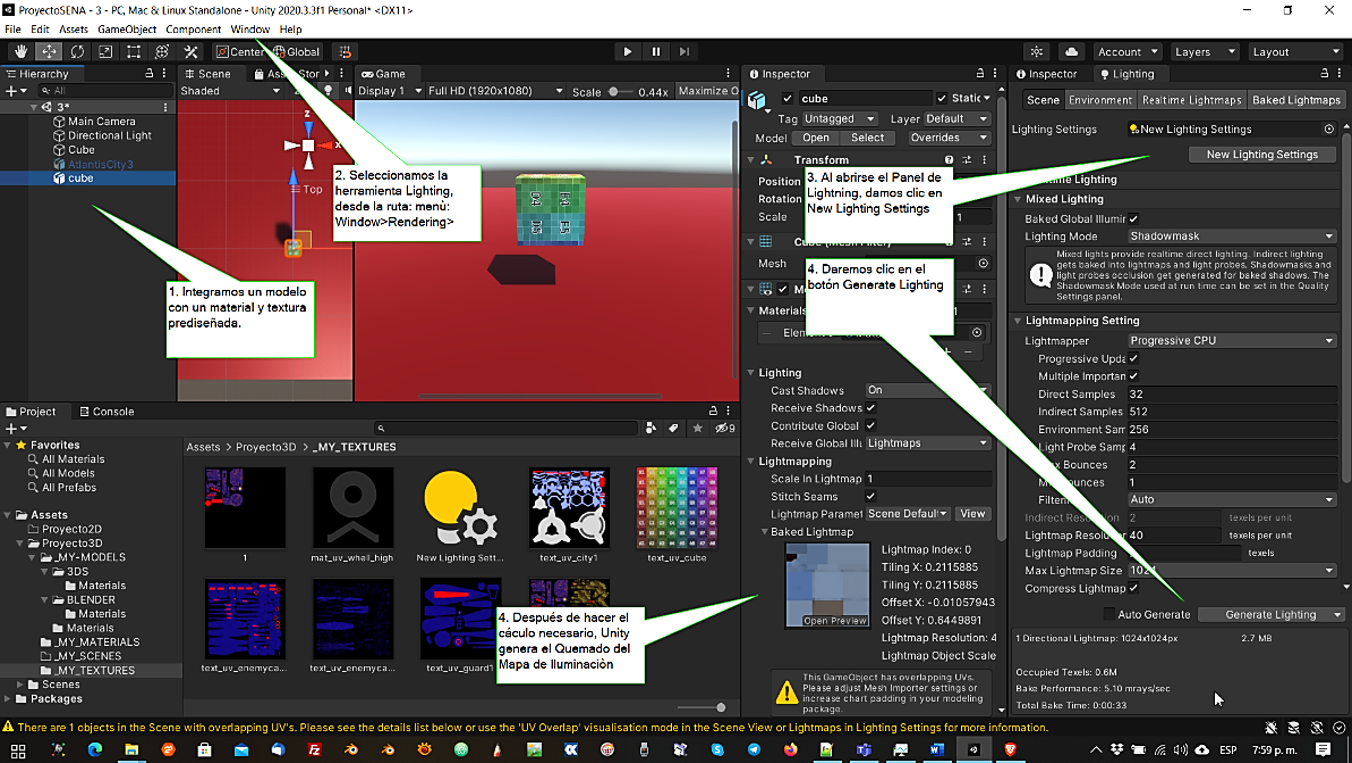 ProyectoSENA - 3 - PC, Mac & Linux Standalone - Unity 2020.3.3f1 Personal* <DX11>
File Edit Assets GameObject Component Window Help
Center Global Account Layers Layout
Hierarchy
All
3*
Main Camera
Directional Light
Cube
AtlantisCity3
cube
Scene
Shaded
z
x
Top
Game
Display 1 Full HD (1920x1080) Scale 0.44x Maximize O
1. Integramos un modelo
con un material y textura
prediseñada.
2. Seleccionamos la
herramienta Lighting,
desde la ruta: menù:
Window>Rendering>
3. Al abrirse el Panel de
Lightning, damos clic en
New Lighting Settings
4. Daremos clic en el
botón Generate Lighting
4. Después de hacer el
cáculo necesario, Unity
genera el Quemado del
Mapa de Iluminaciòn
Project Console
9
Favorites
All Materials
All Models
All Prefabs
Assets
Proyecto2D
Proyecto3D
_MY-MODELS
3DS
Materials
BLENDER
Materials
Materials
_MY_MATERIALS
_MY_SCENES
_MY_TEXTURES
Scenes
Packages
Assets > Proyecto3D > _MY_TEXTURES
1 mat_uv_whell_high New Lighting Sett... text_uv_city1 text_uv_cube
text_uv_enemyca... text_uv_enemyca... text_uv_guard1
Inspector
cube Static
Tag Untagged Layer Default
Model Open Select Overrides
Transform
Position
Rotation
Scale 1
Mesh
Materials 1
Lighting
Cast Shadows On
Receive Shadows
Contribute Global
Receive Global Illu Lightmaps
Lightmapping
Scale In Lightmap 1
Stitch Seams
Lightmap Paramet Scene Default View
Baked Lightmap
Open Preview
Lightmap Index: 0
Tiling X: 0.2115885
Tiling Y: 0.2115885
Offset X: -0.01057943
Offset Y: 0.6449891
Lightmap Resolution: 4
Lightmap Object Scale
This GameObject has overlapping UVs.
Please adjust Mesh Importer settings or
increase chart padding in your modeling
package.
Inspector Lighting
Scene Environment Realtime Lightmaps Baked Lightmaps
Lighting Settings New Lighting Settings
New Lighting Settings
Lighting
Mixed Lighting
Baked Global Illumir
Lighting Mode Shadowmask
Mixed lights provide realtime direct lighting. Indirect lighting
gets baked into lightmaps and light probes. Shadowmasks and
light probes occlusion get generated for baked shadows. The
Shadowmask Mode used at run time can be set in the Quality
Settings panel.
Lightmapping Setting
Lightmapper Progressive CPU
Progressive Upda
Multiple Importan
Direct Samples 32
Indirect Samples 512
Environment Sam 256
Light Probe Samp 4
Bounces 2
Bounces 1
Filtering Auto
Indirect Resolution 2 texels per unit
Lightmap Resolution 40 texels per unit
Lightmap Padding texels
Max Lightmap Size 1024
Compress Lightmap
Auto Generate Generate Lighting
1 Directional Lightmap: 1024x1024px 2.7 MB
Occupied Texels: 0.6M
Bake Performance: 5.10 mrays/sec
Total Bake Time: 0:00:33
There are 1 objects in the Scene with overlapping UV's. Please see the details list below or use the 'UV Overlap' visualisation mode in the Scene View or Lightmaps in Lighting Settings for more information.
ESP 7:59 p. m.